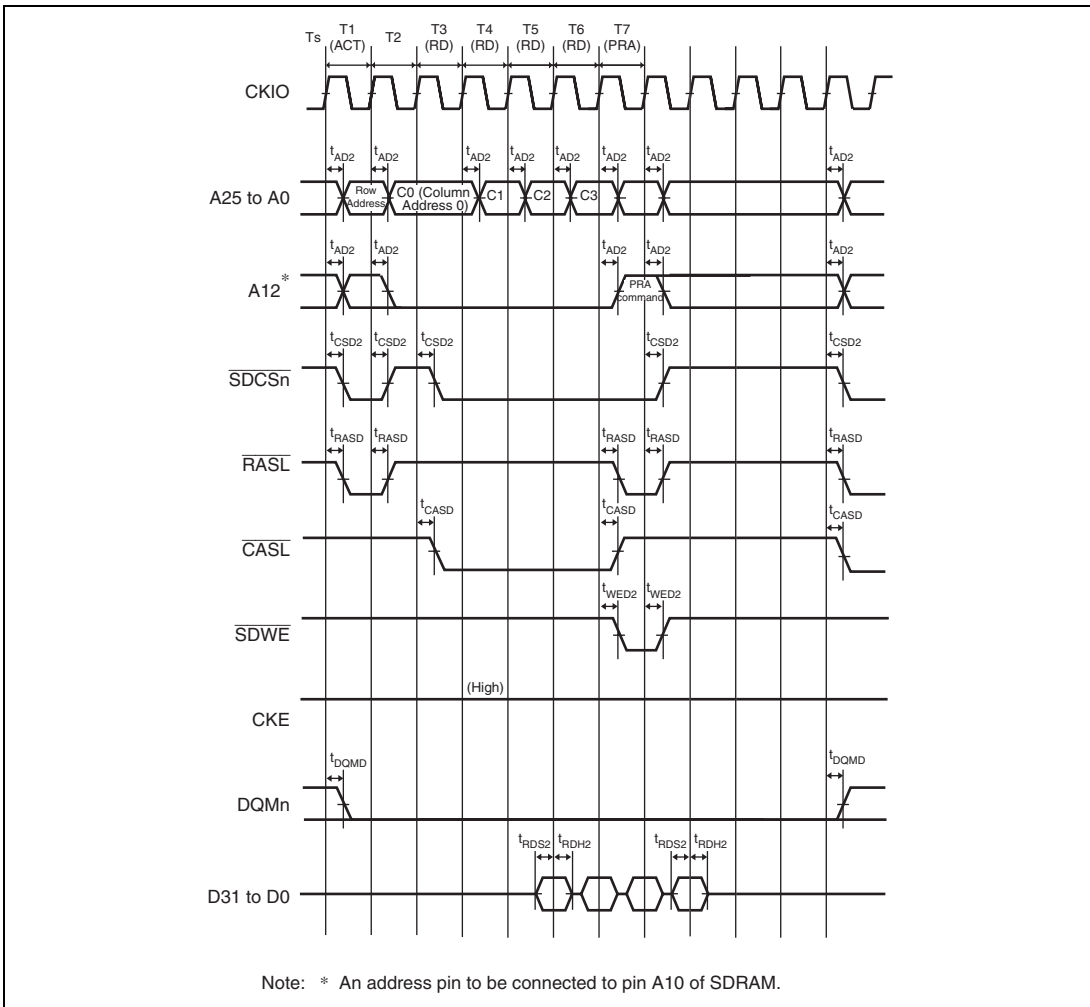 Ts T1 (ACT) T2 T3 (RD) T4 (RD) T5 (RD) T6 (RD) T7 (PRA)
CKIO
tAD2 tAD2 tAD2 tAD2 tAD2 tAD2 tAD2 tAD2
A25 to A0 Row Address C0 (Column Address 0) C1 C2 C3
tAD2 tAD2 tAD2 tAD2 tAD2
A12* PRA command
tCSD2 tCSD2 tCSD2 tCSD2 tCSD2
SDCSn
tRASD tRASD tRASD tRASD tRASD
RASL
tCASD tCASD tCASD
CASL
tWED2 tWED2
SDWE
(High)
CKE
tDQMD tDQMD
DQMn
tRDS2 tRDH2 tRDS2 tRDH2
D31 to D0
Note: * An address pin to be connected to pin A10 of SDRAM.